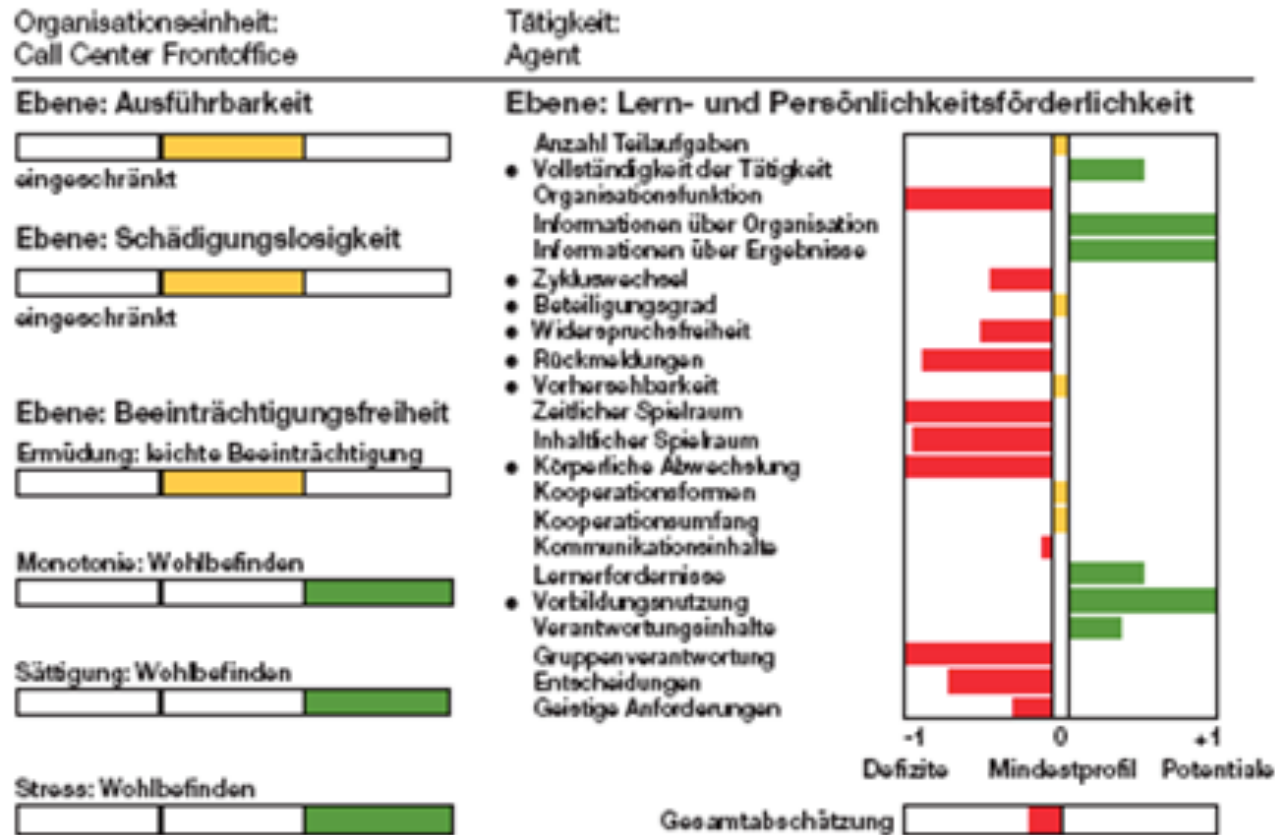 Organisationseinheit:
Call Center Frontoffice
Tätigkeit:
Agent
Ebene: Ausführbarkeit
eingeschränkt
Ebene: Schädigungslosigkeit
eingeschränkt
Ebene: Beeinträchtigungsfreiheit
Ermüdung: leichte Beeinträchtigung
Monotonie: Wohlbefinden
Sättigung: Wohlbefinden
Stress: Wohlbefinden
Ebene: Lern- und Persönlichkeitsförderlichkeit
Anzahl Teilaufgaben
• Vollständigkeit der Tätigkeit
Organisationsfunktion
Informationen über Organisation
Informationen über Ergebnisse
• Zykluswechsel
• Beteiligungsgrad
• Widerspruchsfreiheit
• Rückmeldungen
• Vorhersehbarkeit
Zeitlicher Spielraum
Inhaltlicher Spielraum
• Körperliche Abwechslung
Kooperationsformen
Kooperationsumfang
Kommunikationsinhalte
Lernerfordernisse
• Vorbildungsnutzung
Verantwortungsinhalte
Gruppenverantwortung
Entscheidungen
Geistige Anforderungen
-1 0 +1
Defizite Mindestprofil Potentiale
Gesamtabschätzung